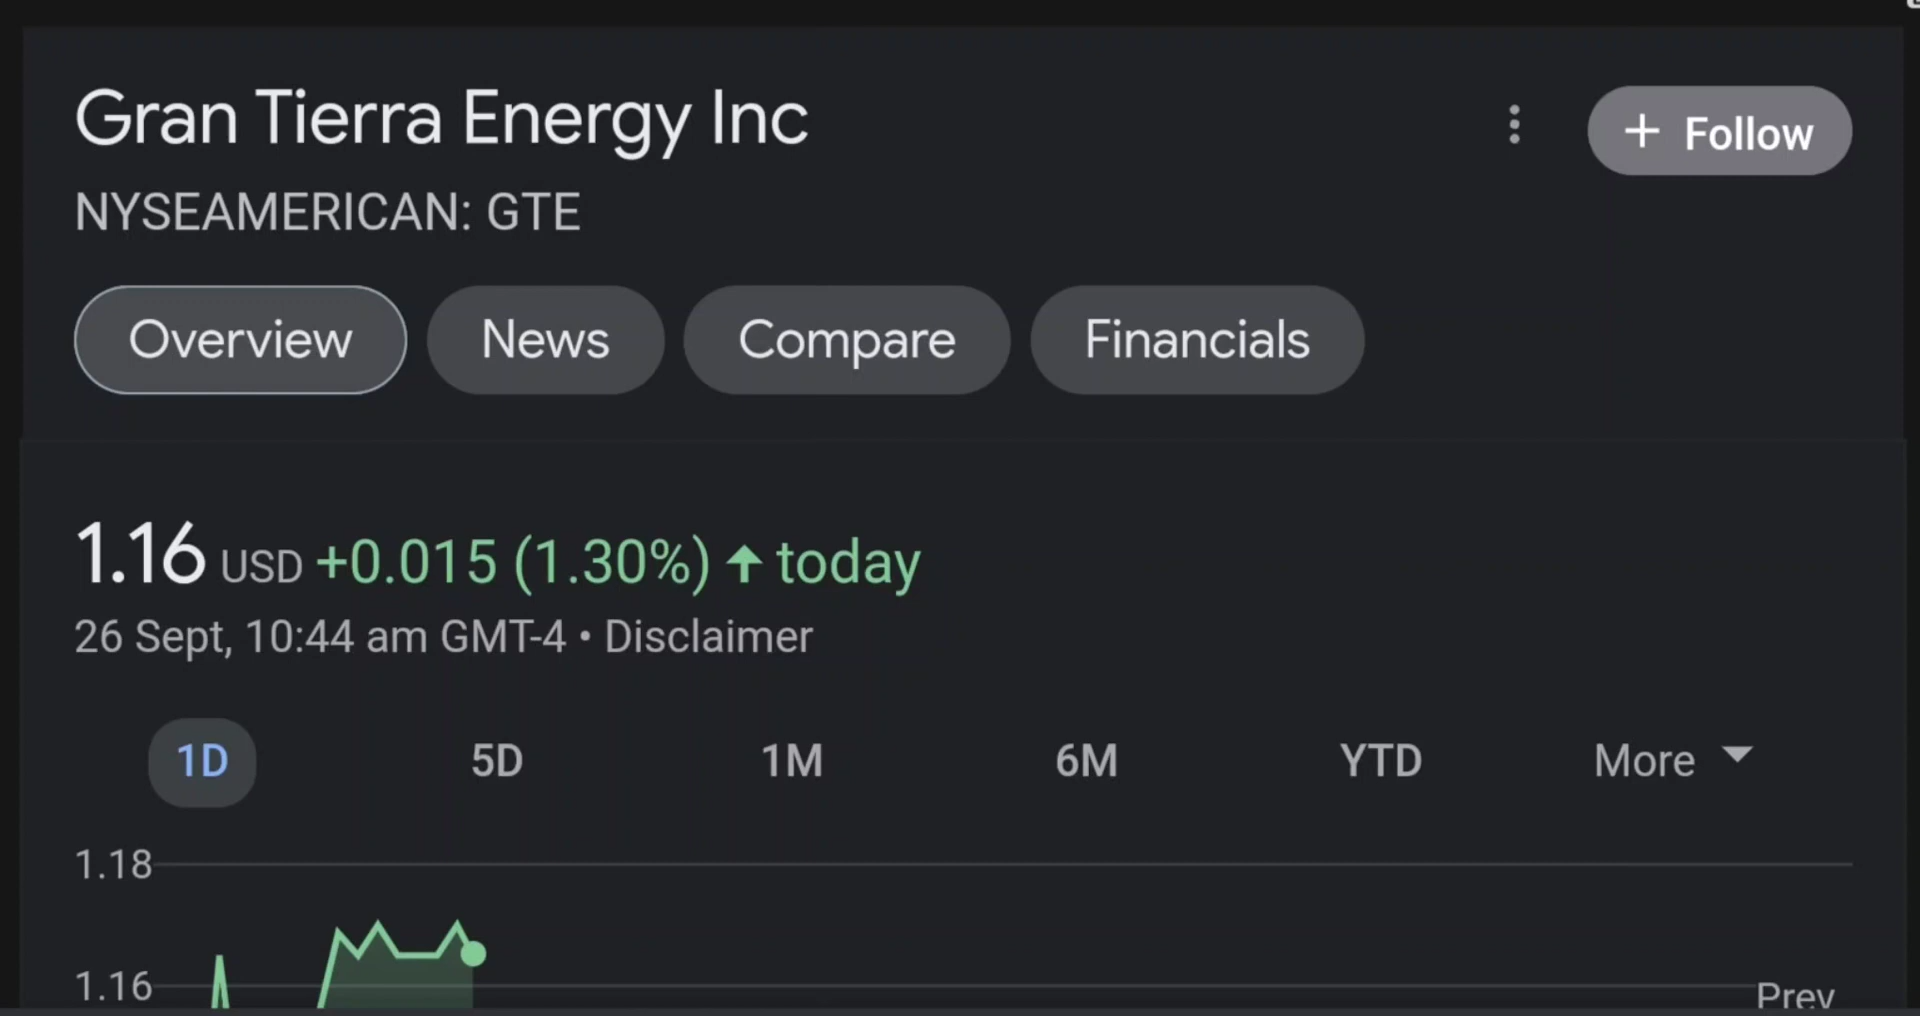 Gran Tierra Energy Inc
+ Follow
NYSEAMERICAN: GTE
Overview News Compare Financials
1.16 USD +0.015 (1.30%) ↑ today
26 Sept, 10:44 am GMT-4 • Disclaimer
1D 5D 1M 6M YTD More
1.18
1.16
Prev